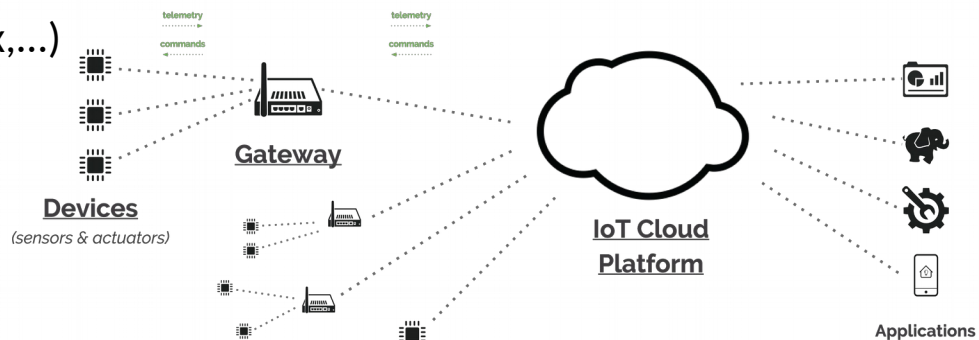 x,...)
telemetry
commands
telemetry
commands
Gateway
Devices
(sensors & actuators)
IoT Cloud
Platform
Applications